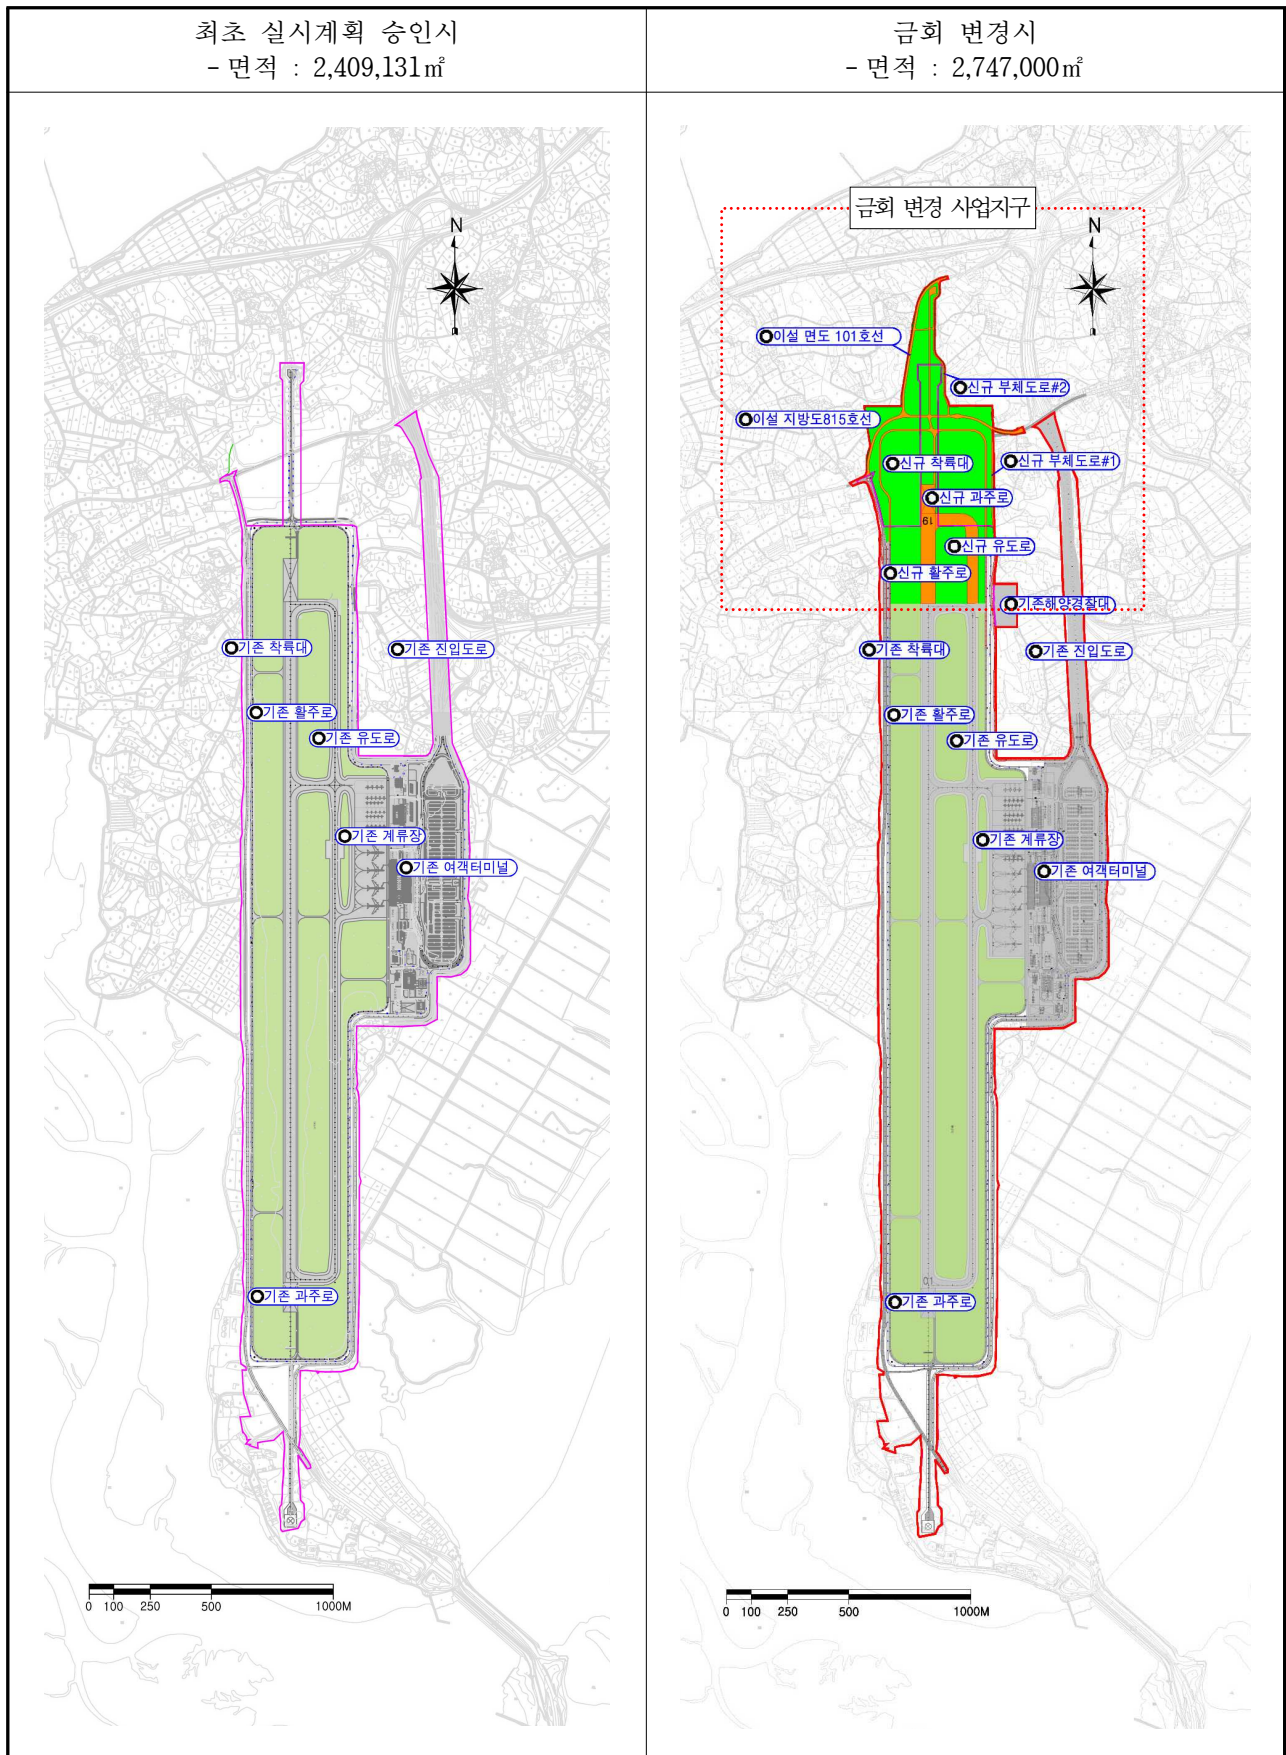 최초 실시계획 승인시
- 면적 : 2,409,131㎡
N
기존 착륙대
기존 진입도로
기존 활주로
기존 유도로
기존 계류장
기존 여객터미널
기존 과주로
0 100 250 500 1000M
금회 변경시
- 면적 : 2,747,000㎡
금회 변경 사업지구
N
이설 면도 101호선
신규 부체도로#2
이설 지방도815호선
신규 착륙대
신규 부체도로#1
신규 과주로
19
신규 유도로
신규 활주로
기존해양경찰대
기존 착륙대
기존 진입도로
기존 활주로
기존 유도로
기존 계류장
기존 여객터미널
01
기존 과주로
0 100 250 500 1000M